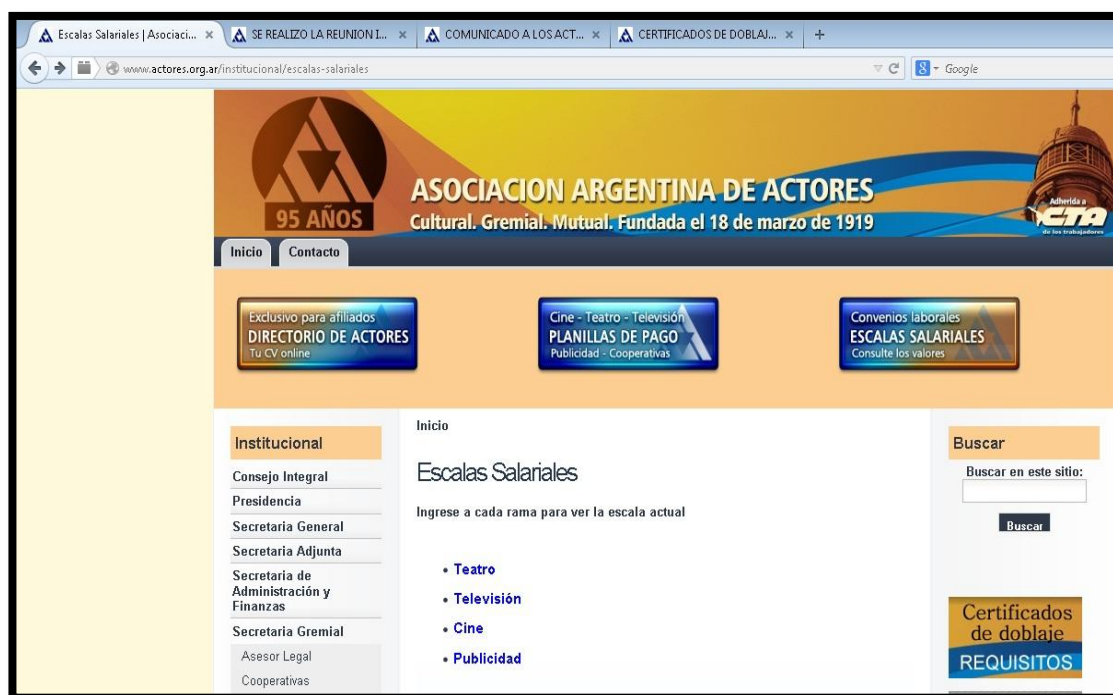 Escalas Salariales | Asociaci...
SE REALIZO LA REUNION I...
COMUNICADO A LOS ACT...
CERTIFICADOS DE DOBLAJ...
www.actores.org.ar/institucional/escalas-salariales
Google
95 AÑOS
ASOCIACION ARGENTINA DE ACTORES
Cultural. Gremial. Mutual. Fundada el 18 de marzo de 1919
Adherida a
CTA
de los trabajadores
Inicio
Contacto
Exclusivo para afiliados
DIRECTORIO DE ACTORES
Tu CV online
Cine - Teatro - Televisión
PLANILLAS DE PAGO
Publicidad - Cooperativas
Convenios laborales
ESCALAS SALARIALES
Consulte los valores
Institucional
Consejo Integral
Presidencia
Secretaria General
Secretaria Adjunta
Secretaria de
Administración y
Finanzas
Secretaria Gremial
Asesor Legal
Cooperativas
Inicio
Escalas Salariales
Ingrese a cada rama para ver la escala actual
• Teatro
• Televisión
• Cine
• Publicidad
Buscar
Buscar en este sitio:
Buscar
Certificados
de doblaje
REQUISITOS